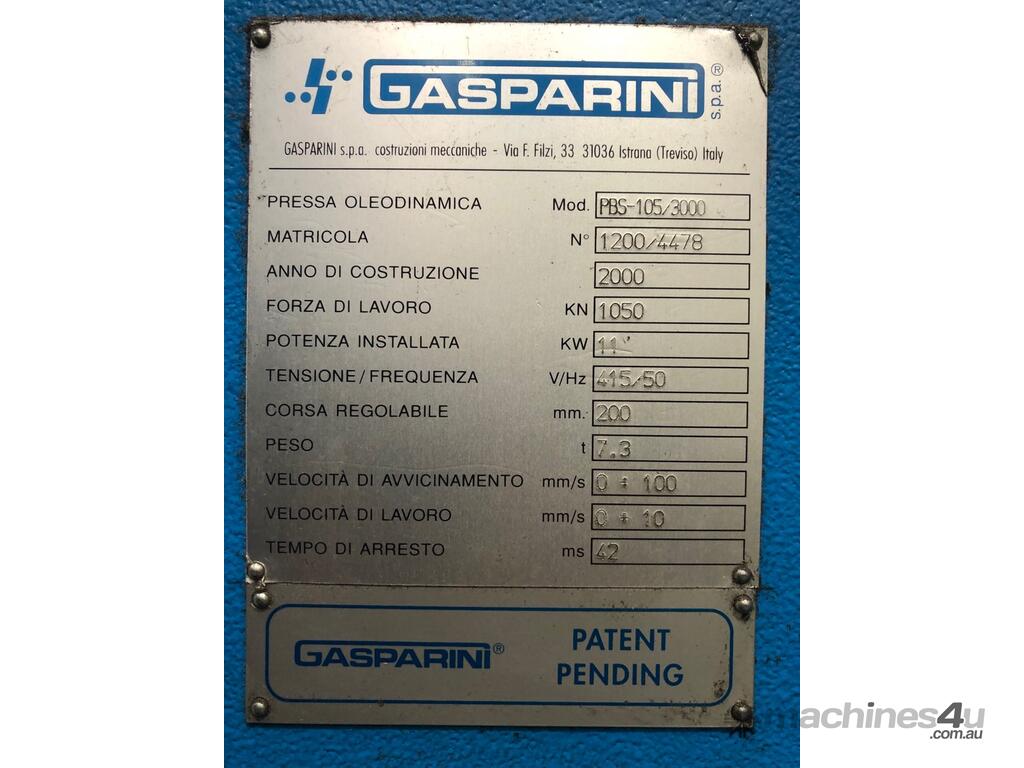 GASPARINI s.p.a.®
GASPARINI s.p.a. costruzioni meccaniche - Via F. Filzi, 33 31036 Istrana (Treviso) Italy
PRESSA OLEODINAMICA Mod. PBS-105/3000
MATRICOLA N° 1200/4478
ANNO DI COSTRUZIONE 2000
FORZA DI LAVORO KN 1050
POTENZA INSTALLATA KW 11
TENSIONE/FREQUENZA V/Hz 415/50
CORSA REGOLABILE mm. 200
PESO t 7.3
VELOCITÀ DI AVVICINAMENTO mm/s 0 ÷ 100
VELOCITÀ DI LAVORO mm/s 0 ÷ 10
TEMPO DI ARRESTO ms 42
GASPARINI®
PATENT
PENDING
machines4u
.com.au